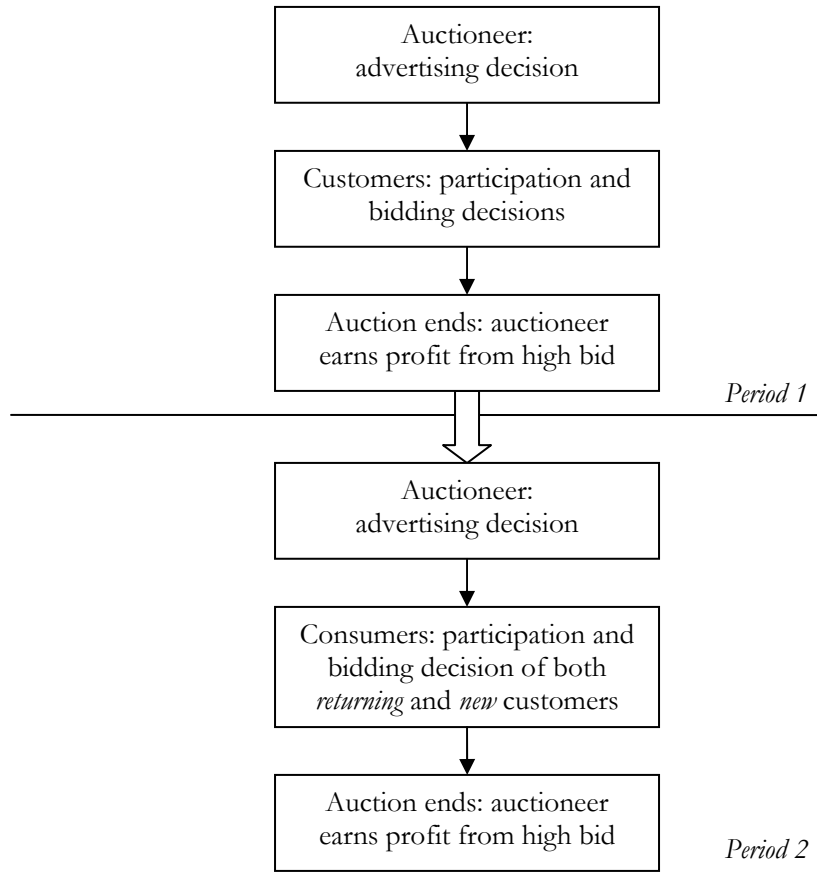 Auctioneer:
advertising decision
Customers: participation and
bidding decisions
Auction ends: auctioneer
earns profit from high bid
Period 1
Auctioneer:
advertising decision
Consumers: participation and
bidding decision of both
returning and new customers
Auction ends: auctioneer
earns profit from high bid
Period 2